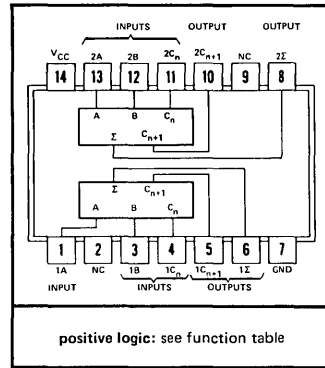 INPUTS OUTPUT OUTPUT
VCC 2A 2B 2Cn 2Cn+1 NC 2Σ
14 13 12 11 10 9 8
A B Cn
Σ Cn+1
Σ Cn+1
A B Cn
1 2 3 4 5 6 7
1A NC 1B 1Cn 1Cn+1 1Σ GND
INPUT INPUTS OUTPUTS
positive logic: see function table